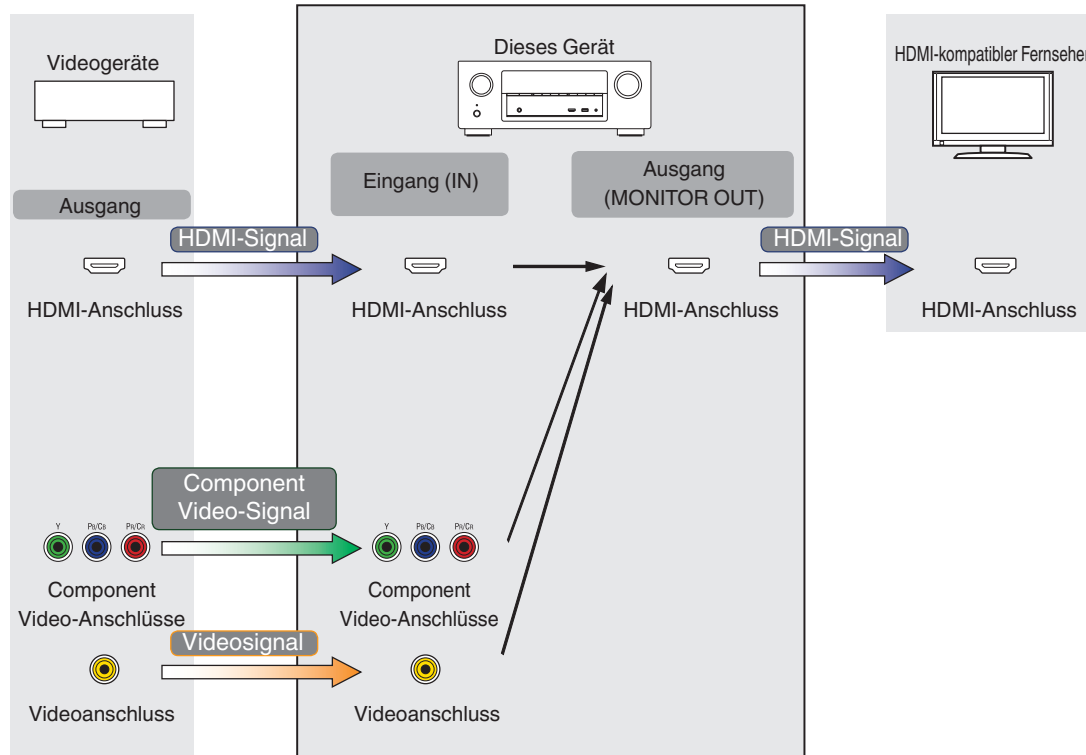 Videogeräte
Dieses Gerät
HDMI-kompatibler Fernseher
Ausgang
Eingang (IN)
Ausgang
(MONITOR OUT)
HDMI-Signal
HDMI-Signal
HDMI-Anschluss
HDMI-Anschluss
HDMI-Anschluss
HDMI-Anschluss
Component
Video-Signal
Y PB/CB PR/CR
Y PB/CB PR/CR
Component
Video-Anschlüsse
Component
Video-Anschlüsse
Videosignal
Videoanschluss
Videoanschluss